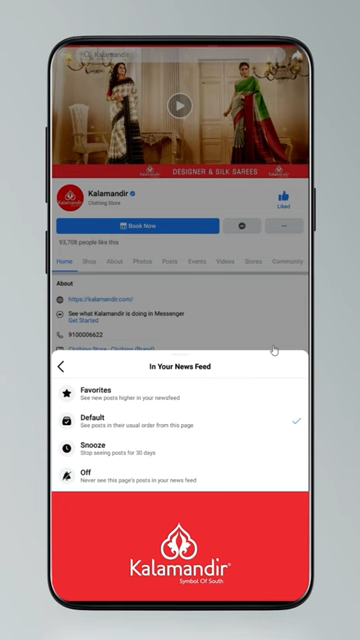 Kalamandir
DESIGNER & SILK SAREES
Kalamandir
Clothing Store
Liked
Book Now
93,708 people like this
Home Shop About Photos Posts Events Videos Stores Community
About
https://kalamandir.com/
See what Kalamandir is doing in Messenger
Get Started
9100006622
Clothing Store · Clothing (Brand)
In Your News Feed
Favorites
See new posts higher in your newsfeed
Default
See posts in their usual order from this page
Snooze
Stop seeing posts for 30 days
Off
Never see this page's posts in your news feed
Kalamandir
Symbol Of South